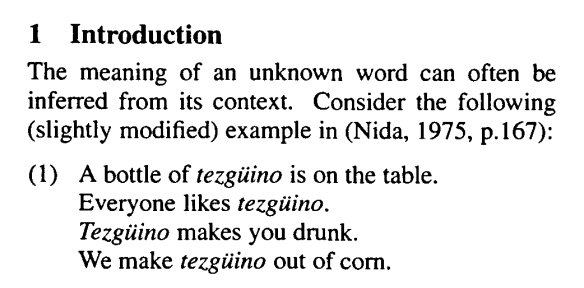 1 Introduction
The meaning of an unknown word can often be
inferred from its context. Consider the following
(slightly modified) example in (Nida, 1975, p.167):
(1) A bottle of tezgüino is on the table.
Everyone likes tezgüino.
Tezgüino makes you drunk.
We make tezgüino out of corn.